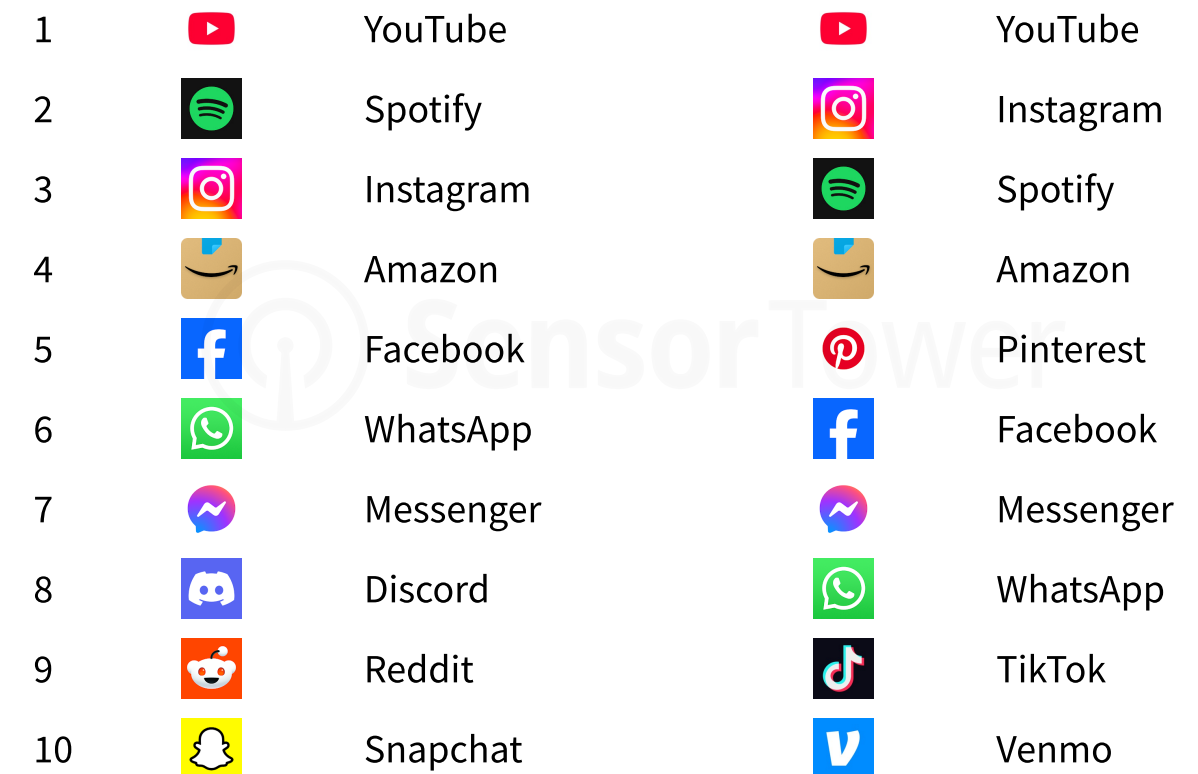 1 YouTube YouTube
2 Spotify Instagram
3 Instagram Spotify
4 Amazon Amazon
SensorTower
5 Facebook Pinterest
6 WhatsApp Facebook
7 Messenger Messenger
8 Discord WhatsApp
9 Reddit TikTok
10 Snapchat Venmo